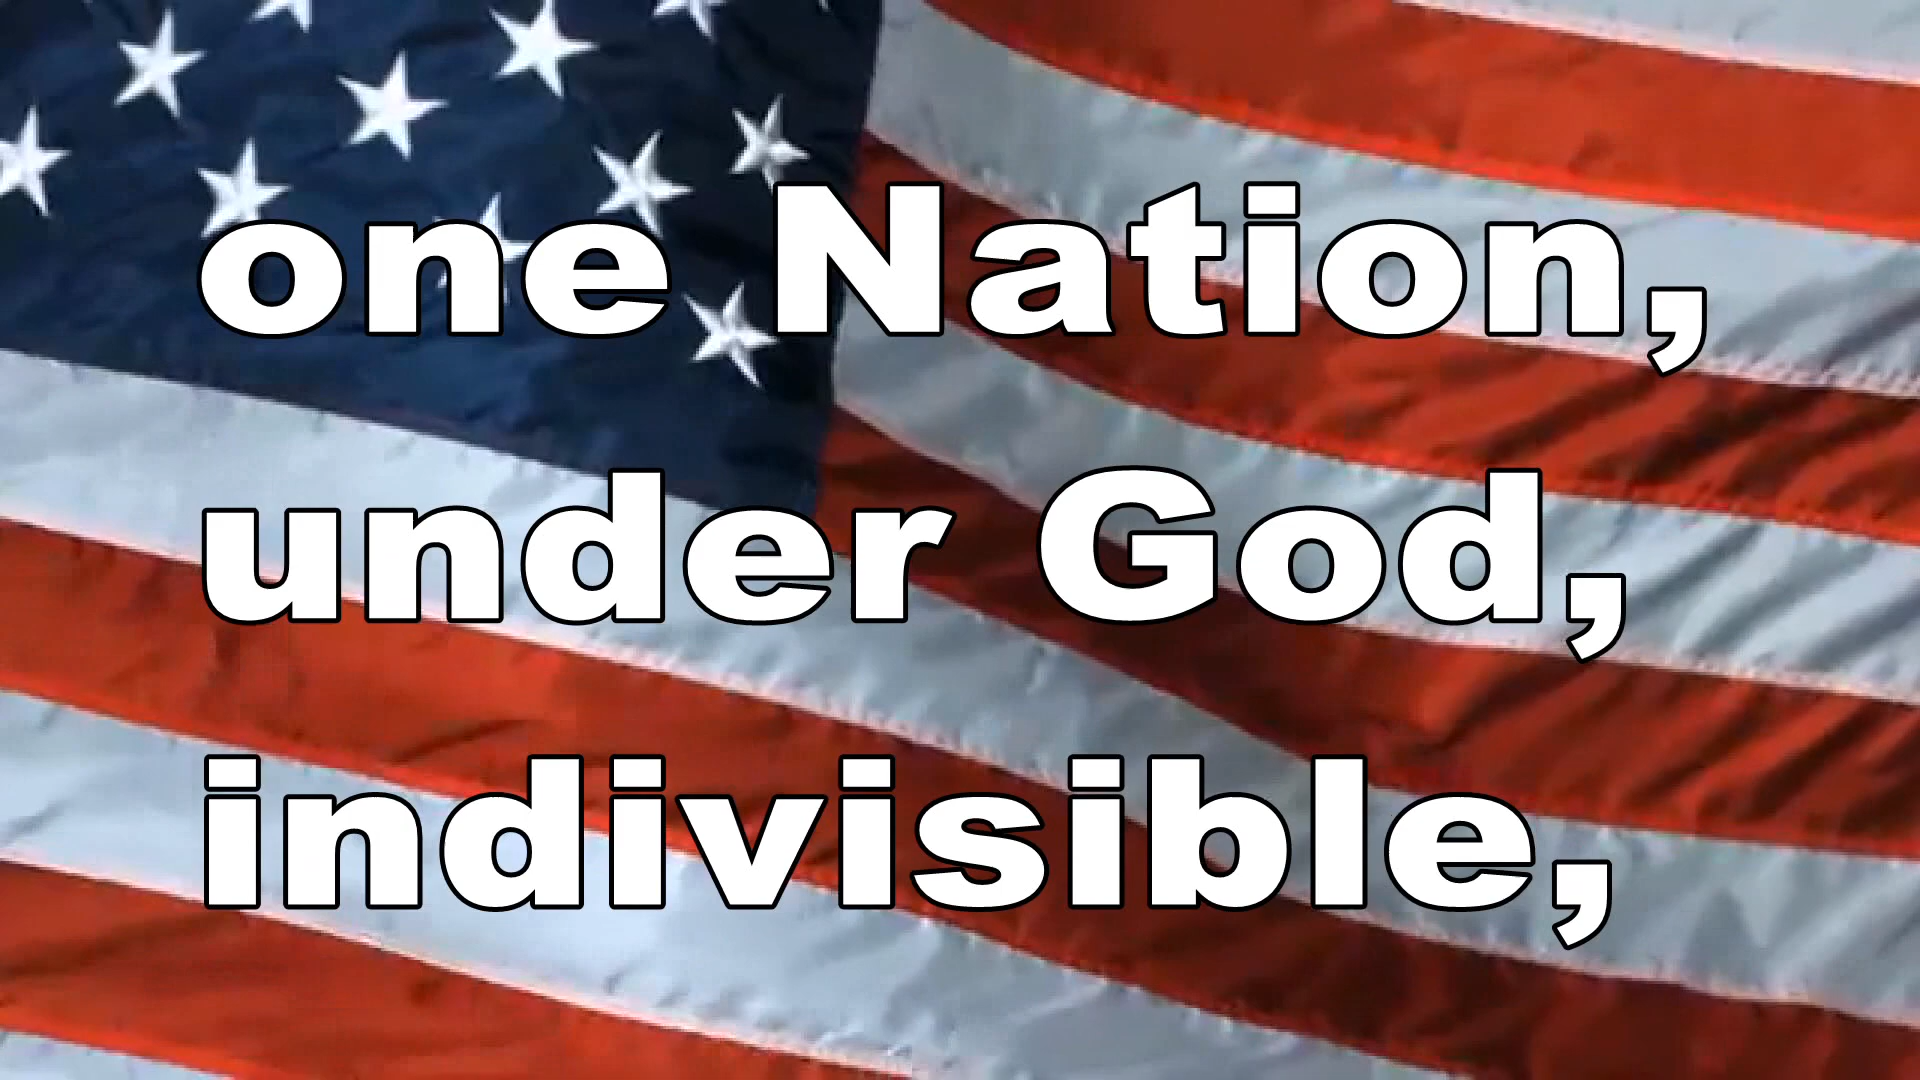 one Nation,
under God,
indivisible,